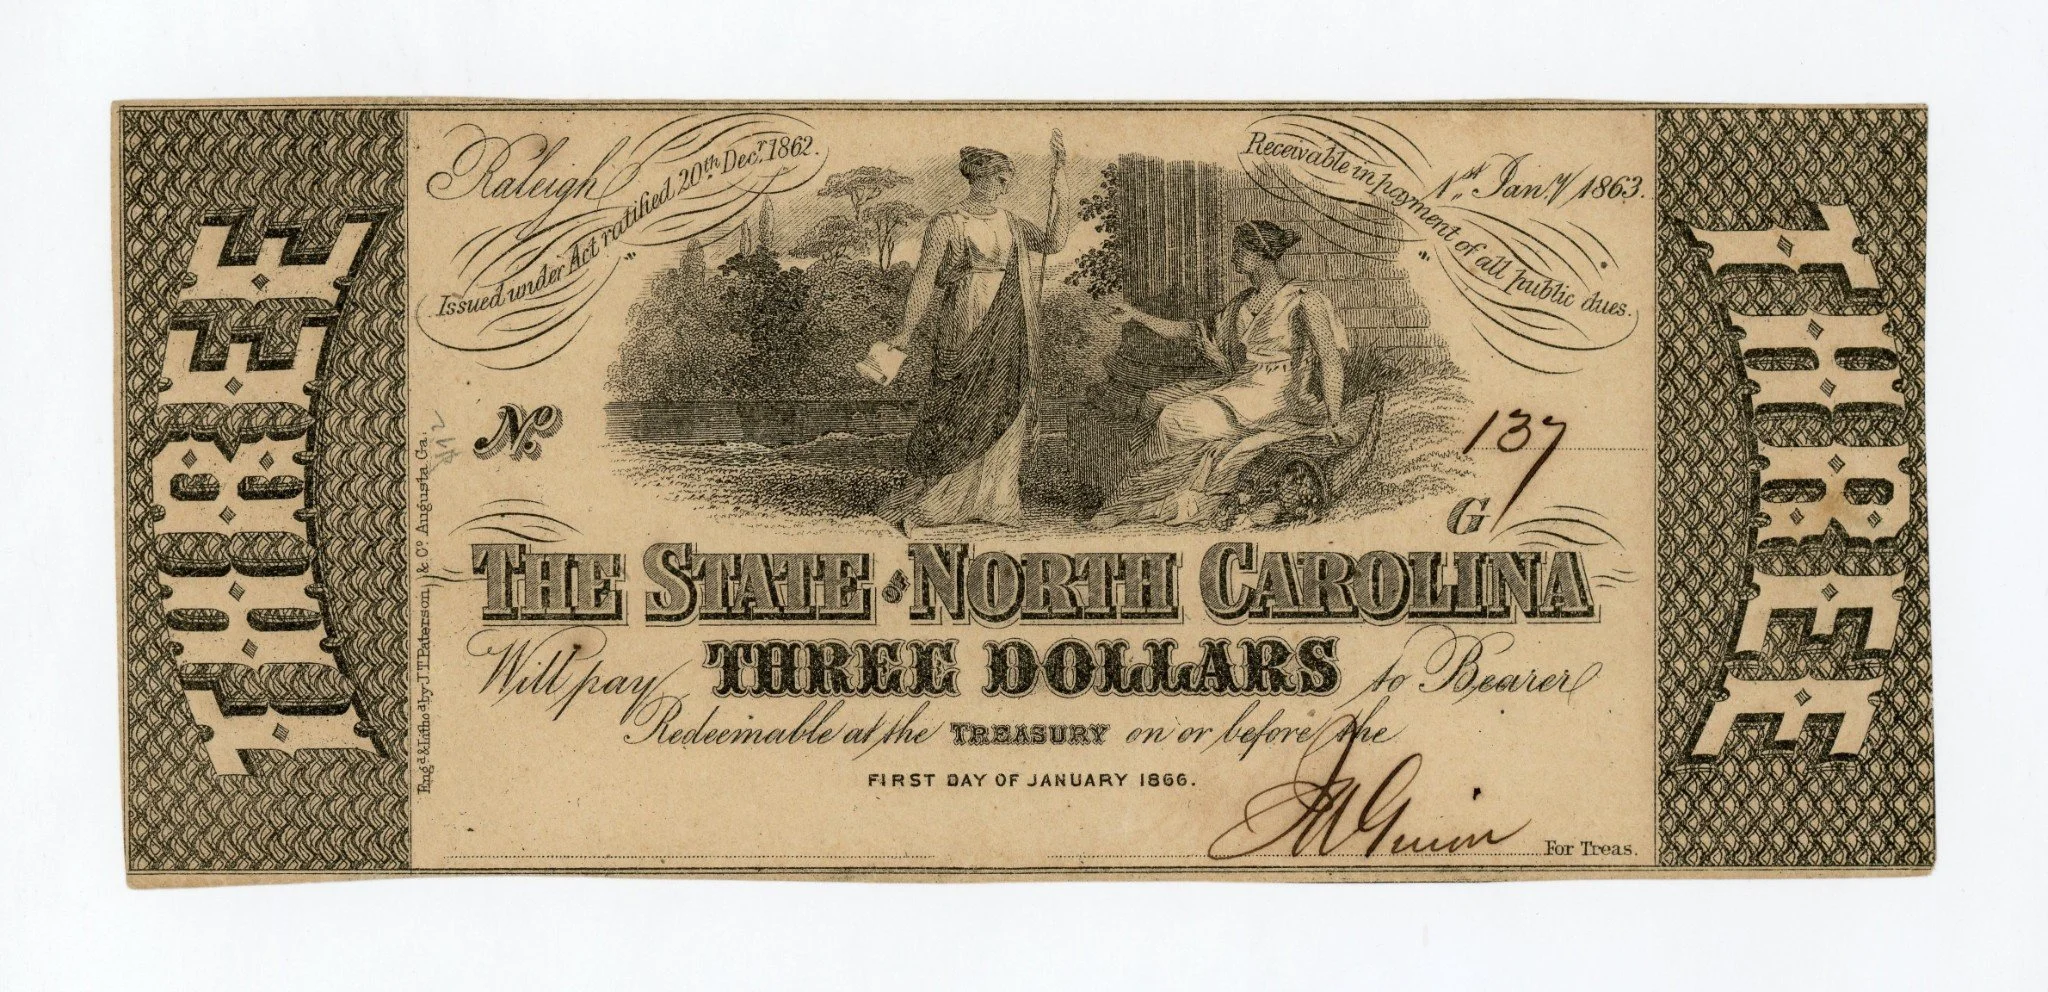 Raleigh
Issued under Act ratified 20th Decr. 1862.
Receivable in payment of all public dues.
1st Jany 1863.
No
137
G
THE STATE OF NORTH CAROLINA
Will pay THREE DOLLARS to Bearer
Redeemable at the TREASURY on or before the
FIRST DAY OF JANUARY 1866.
For Treas.
THREE
THREE
Engd & Lithod by J T Paterson, & Co. Augusta Ga.